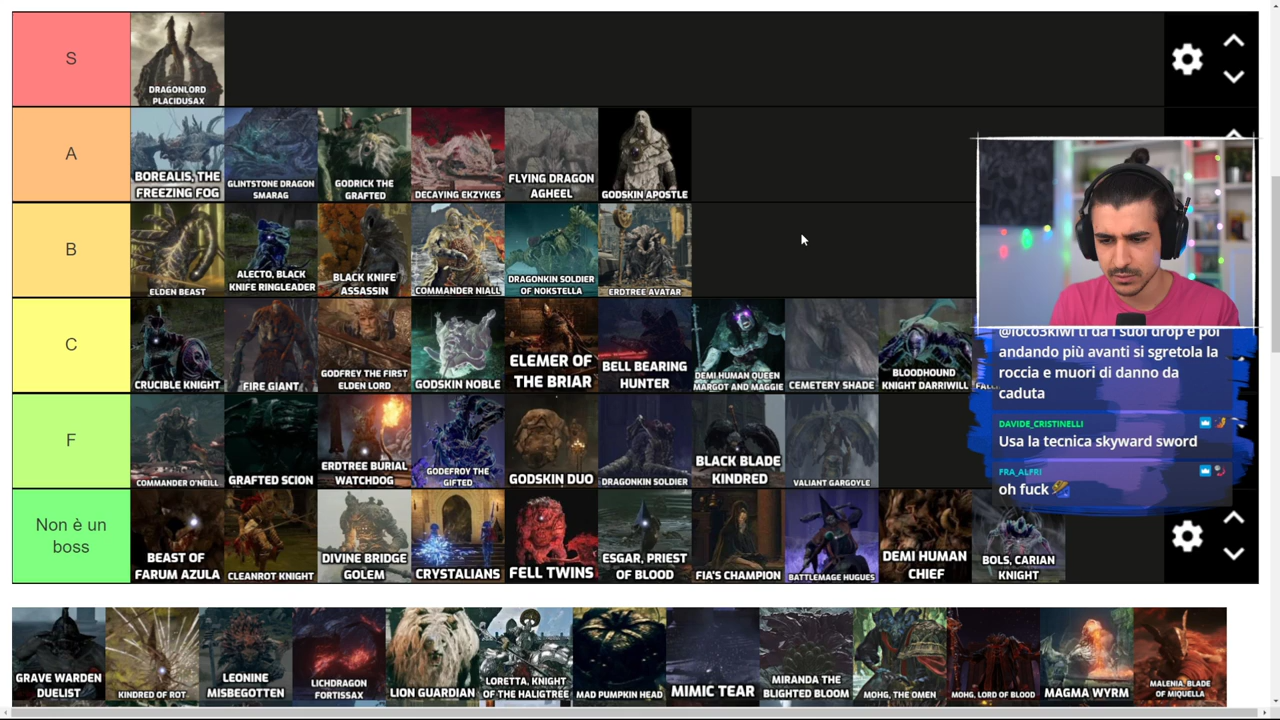 S
DRAGONLORD
PLACIDUSAX
A
BOREALIS, THE
FREEZING FOG
GLINTSTONE DRAGON
SMARAG
GODRICK THE
GRAFTED
DECAYING EKZYKES
FLYING DRAGON
AGHEEL
GODSKIN APOSTLE
B
ELDEN BEAST
ALECTO, BLACK
KNIFE RINGLEADER
BLACK KNIFE
ASSASSIN
COMMANDER NIALL
DRAGONKIN SOLDIER
OF NOKSTELLA
ERDTREE AVATAR
C
CRUCIBLE KNIGHT
FIRE GIANT
GODFREY THE FIRST
ELDEN LORD
GODSKIN NOBLE
ELEMER OF
THE BRIAR
BELL BEARING
HUNTER
DEMI HUMAN QUEEN
MARGOT AND MAGGIE
CEMETERY SHADE
BLOODHOUND
KNIGHT DARRIWILL
F
COMMANDER O'NEILL
GRAFTED SCION
ERDTREE BURIAL
WATCHDOG
GODEFROY THE
GIFTED
GODSKIN DUO
DRAGONKIN SOLDIER
BLACK BLADE
KINDRED
VALIANT GARGOYLE
Non è un
boss
BEAST OF
FARUM AZULA
CLEANROT KNIGHT
DIVINE BRIDGE
GOLEM
CRYSTALIANS
FELL TWINS
ESGAR, PRIEST
OF BLOOD
FIA'S CHAMPION
BATTLEMAGE HUGUES
DEMI HUMAN
CHIEF
BOLS, CARIAN
KNIGHT
GRAVE WARDEN
DUELIST
KINDRED OF ROT
LEONINE
MISBEGOTTEN
LICHDRAGON
FORTISSAX
LION GUARDIAN
LORETTA, KNIGHT
OF THE HALIGTREE
MAD PUMPKIN HEAD
MIMIC TEAR
MIRANDA THE
BLIGHTED BLOOM
MOHG, THE OMEN
MOHG, LORD OF BLOOD
MAGMA WYRM
MALENIA, BLADE
OF MIQUELLA
@loco3kiwi ti da i suoi drop e poi
andando più avanti si sgretola la
roccia e muori di danno da
caduta
DAVIDE_CRISTINELLI
Usa la tecnica skyward sword
FRA_ALFRI
oh fuck